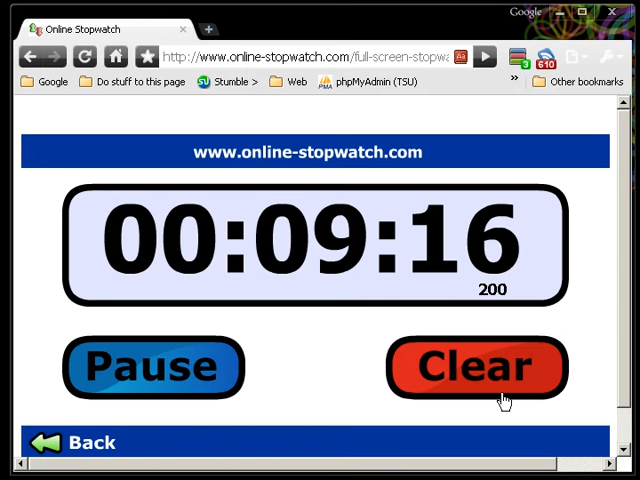 Google
Online Stopwatch
http://www.online-stopwatch.com/full-screen-stopwa
3
610
Google Do stuff to this page Stumble > Web phpMyAdmin (TSU) » Other bookmarks
PMA
www.online-stopwatch.com
00:09:16
200
Pause Clear
Back